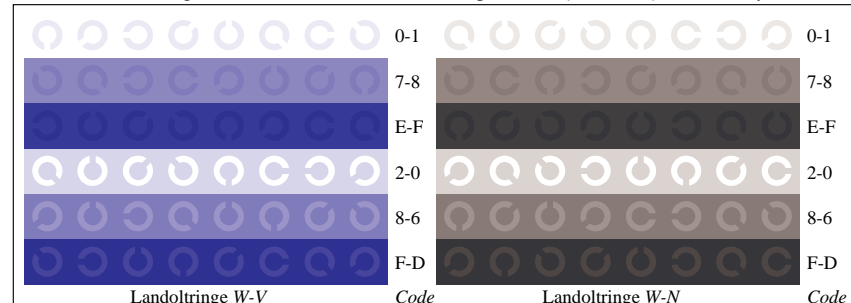 0-1 0-1
7-8 7-8
E-F E-F
2-0 2-0
8-6 8-6
F-D F-D
Landoltringe W-V Code Landoltringe W-N Code